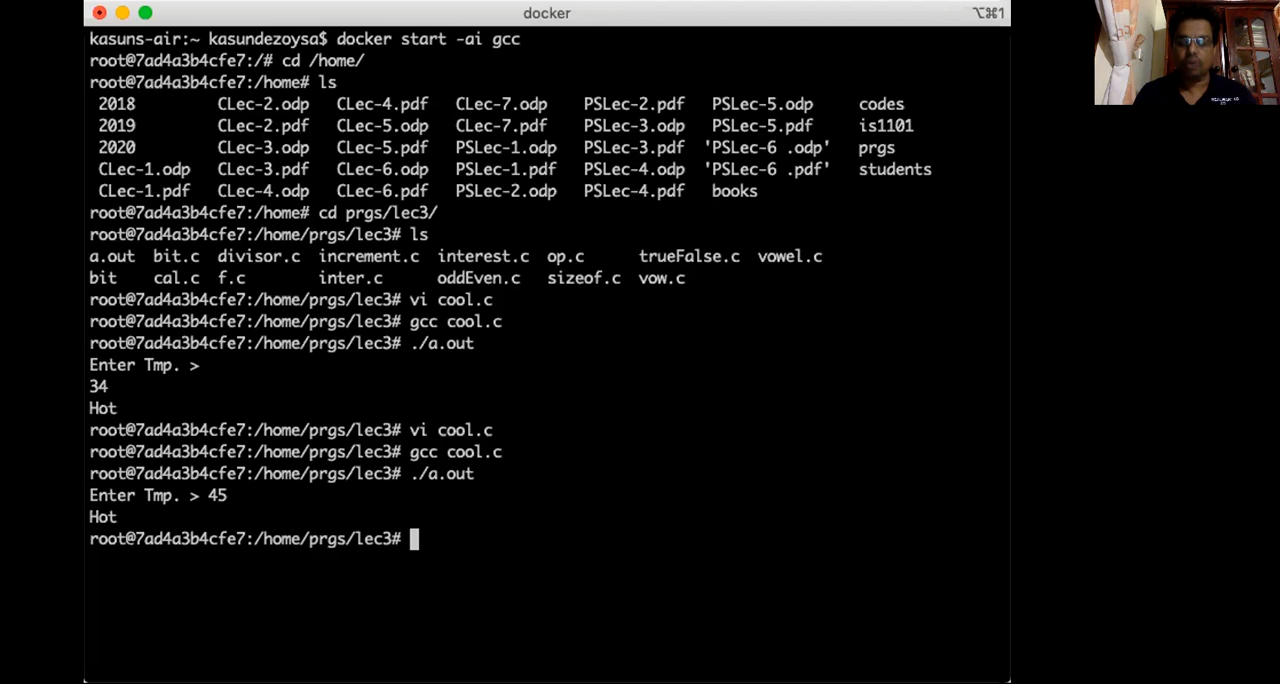 docker
⌥⌘1
kasuns-air:~ kasundezoysa$ docker start -ai gcc
root@7ad4a3b4cfe7:/# cd /home/
root@7ad4a3b4cfe7:/home# ls
2018 CLec-2.odp CLec-4.pdf CLec-7.odp PSLec-2.pdf PSLec-5.odp codes
2019 CLec-2.pdf CLec-5.odp CLec-7.pdf PSLec-3.odp PSLec-5.pdf is1101
2020 CLec-3.odp CLec-5.pdf PSLec-1.odp PSLec-3.pdf 'PSLec-6 .odp' prgs
CLec-1.odp CLec-3.pdf CLec-6.odp PSLec-1.pdf PSLec-4.odp 'PSLec-6 .pdf' students
CLec-1.pdf CLec-4.odp CLec-6.pdf PSLec-2.odp PSLec-4.pdf books
root@7ad4a3b4cfe7:/home# cd prgs/lec3/
root@7ad4a3b4cfe7:/home/prgs/lec3# ls
a.out bit.c divisor.c increment.c interest.c op.c trueFalse.c vowel.c
bit cal.c f.c inter.c oddEven.c sizeof.c vow.c
root@7ad4a3b4cfe7:/home/prgs/lec3# vi cool.c
root@7ad4a3b4cfe7:/home/prgs/lec3# gcc cool.c
root@7ad4a3b4cfe7:/home/prgs/lec3# ./a.out
Enter Tmp. >
34
Hot
root@7ad4a3b4cfe7:/home/prgs/lec3# vi cool.c
root@7ad4a3b4cfe7:/home/prgs/lec3# gcc cool.c
root@7ad4a3b4cfe7:/home/prgs/lec3# ./a.out
Enter Tmp. > 45
Hot
root@7ad4a3b4cfe7:/home/prgs/lec3#